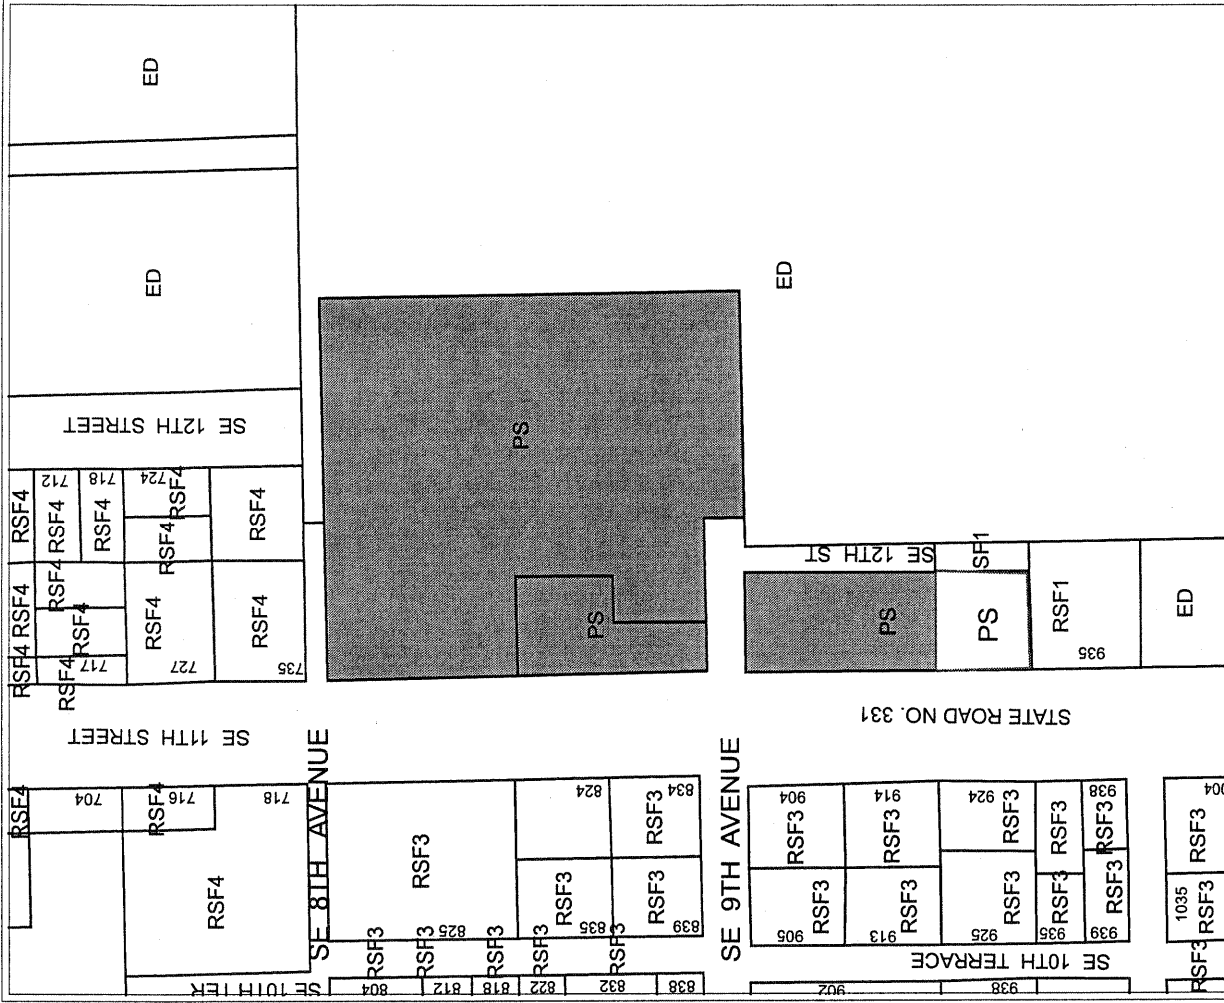 ED
ED
ED
SE 12TH STREET
RSF4
712
RSF4
718
RSF4
724
RSF4
RSF4
RSF4
RSF4
RSF4
RSF4
RSF4
RSF4
RSF4
RSF4
RSF4
717
727
735
PS
PS
PS
PS
SE 12TH ST
SF1
RSF1
935
ED
SE 11TH STREET
STATE ROAD NO. 331
RSF4
704
RSF4
716
718
RSF4
SE 8TH AVENUE
RSF3
825
824
834
RSF3
RSF3
835
RSF3
839
SE 9TH AVENUE
904
RSF3
914
RSF3
924
RSF3
RSF3
938
RSF3
RSF3
905
RSF3
913
RSF3
925
RSF3
935
RSF3
939
RSF3
1035
SE 10TH TERRACE
SE 10TH TER
RSF3
804
RSF3
812
RSF3
818
RSF3
822
RSF3
832
838
902
938
RSF3